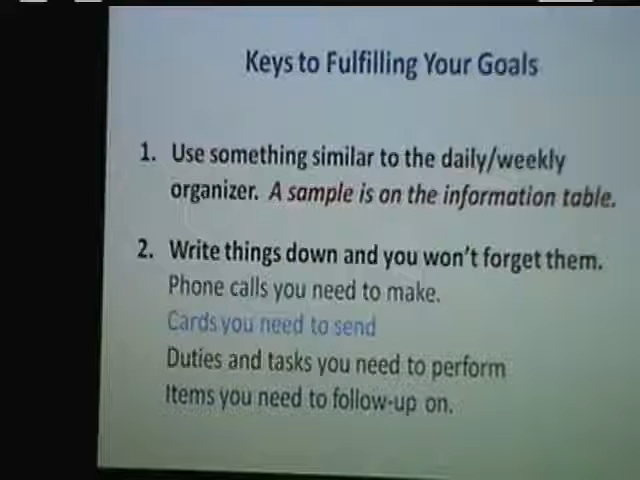 Keys to Fulfilling Your Goals
1. Use something similar to the daily/weekly
organizer. A sample is on the information table.
2. Write things down and you won't forget them.
Phone calls you need to make.
Cards you need to send
Duties and tasks you need to perform
Items you need to follow-up on.